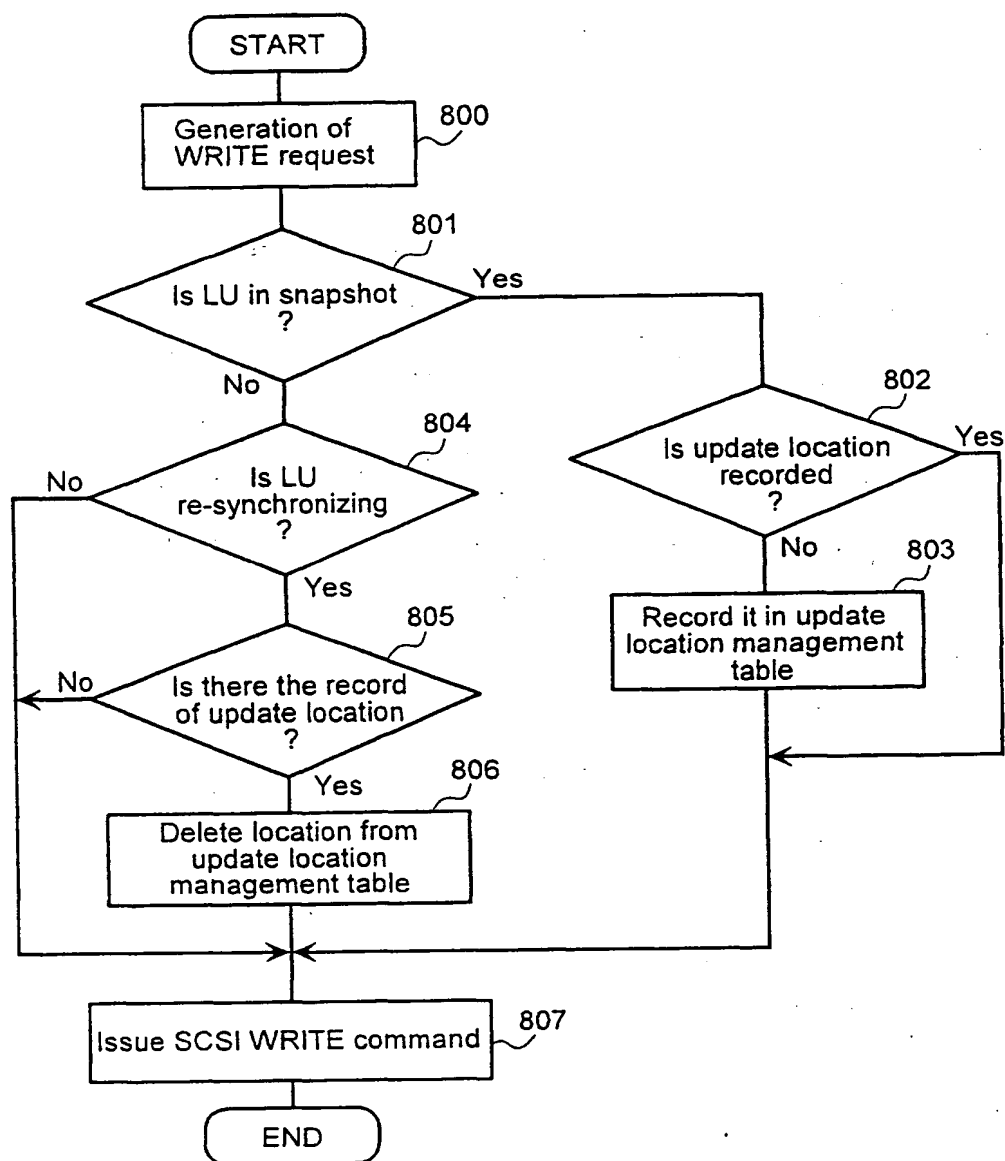 START
800
Generation of
WRITE request
801
Is LU in snapshot
?
Yes
No
802
Is update location
recorded
?
Yes
No
804
Is LU
re-synchronizing
?
No
Yes
803
Record it in update
location management
table
805
Is there the record
of update location
?
No
Yes
806
Delete location from
update location
management table
Issue SCSI WRITE command
807
END